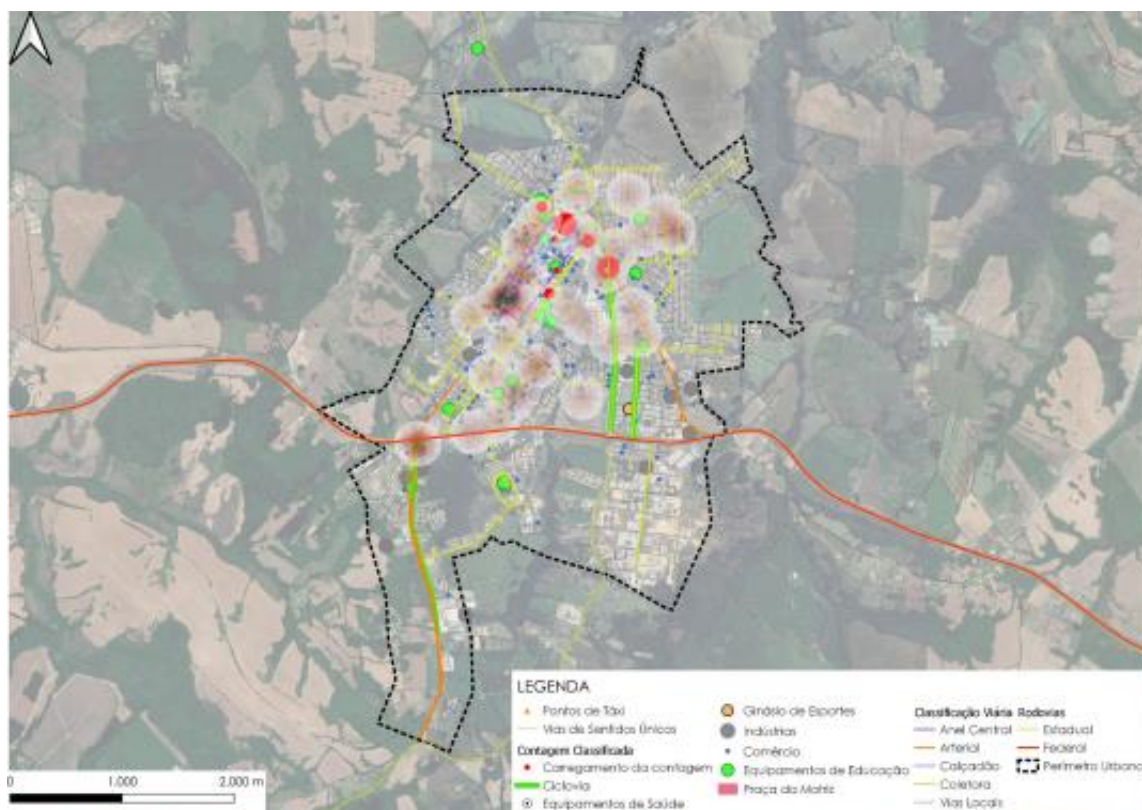 0 1,000 2,000 m
LEGENDA
Pontos de Táxi
Vias de Sentidos Únicos
Contagem Classificada
Carregamento da contagem
Ciclovia
Equipamentos de Saúde
Ginásio de Esportes
Indústrias
Comércio
Equipamentos de Educação
Praça da Matriz
Classificação Viária
Anel Central
Arterial
Calçadão
Coletora
Vias Locais
Rodovias
Estadual
Federal
Perímetro Urbano